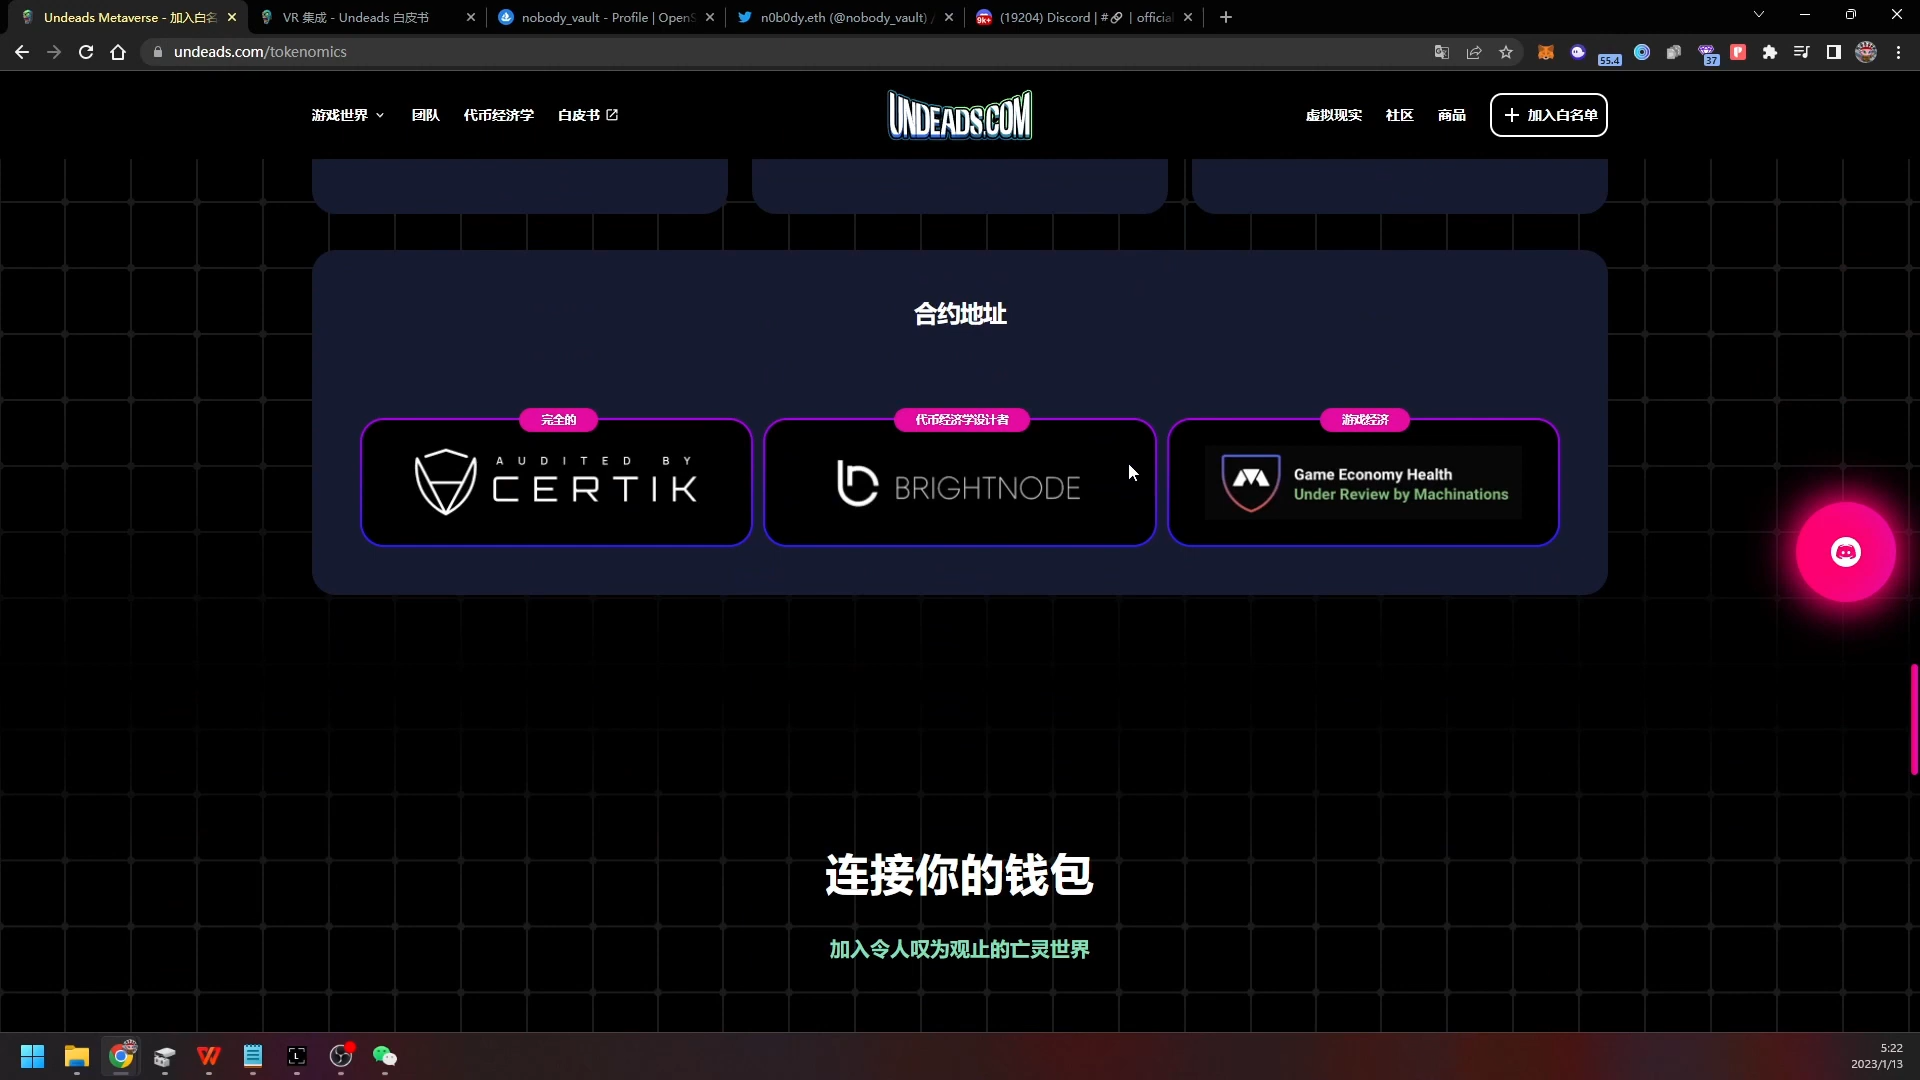 Undeads Metaverse - 加入白名
VR 集成 - Undeads 白皮书
nobody_vault - Profile | OpenS
n0b0dy.eth (@nobody_vault) /
(19204) Discord | #🔗 | official
undeads.com/tokenomics
55.4
37
游戏世界
团队
代币经济学
白皮书
UNDEADS.COM
虚拟现实
社区
商品
加入白名单
合约地址
完全的
AUDITED BY
CERTIK
代币经济学设计者
BRIGHTNODE
游戏经济
Game Economy Health
Under Review by Machinations
连接你的钱包
加入令人叹为观止的亡灵世界
5:22
2023/1/13